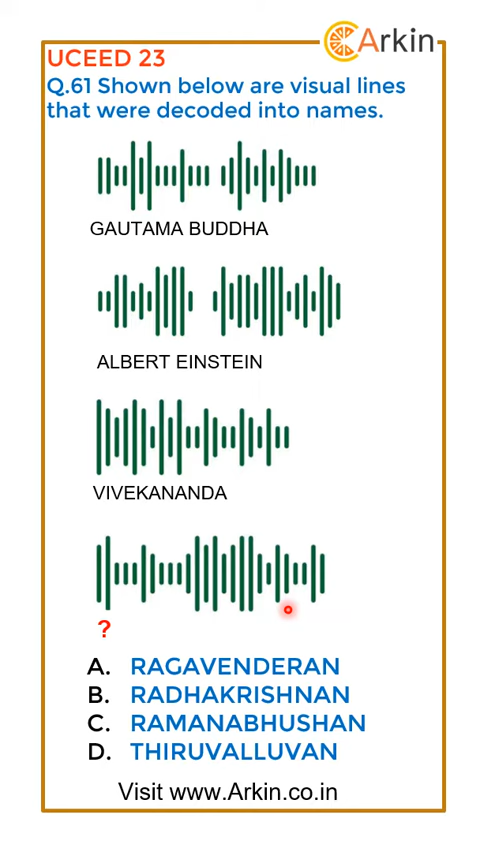 Arkin
UCEED 23
Q.61 Shown below are visual lines
that were decoded into names.
GAUTAMA BUDDHA
ALBERT EINSTEIN
VIVEKANANDA
?
A. RAGAVENDERAN
B. RADHAKRISHNAN
C. RAMANABHUSHAN
D. THIRUVALLUVAN
Visit www.Arkin.co.in